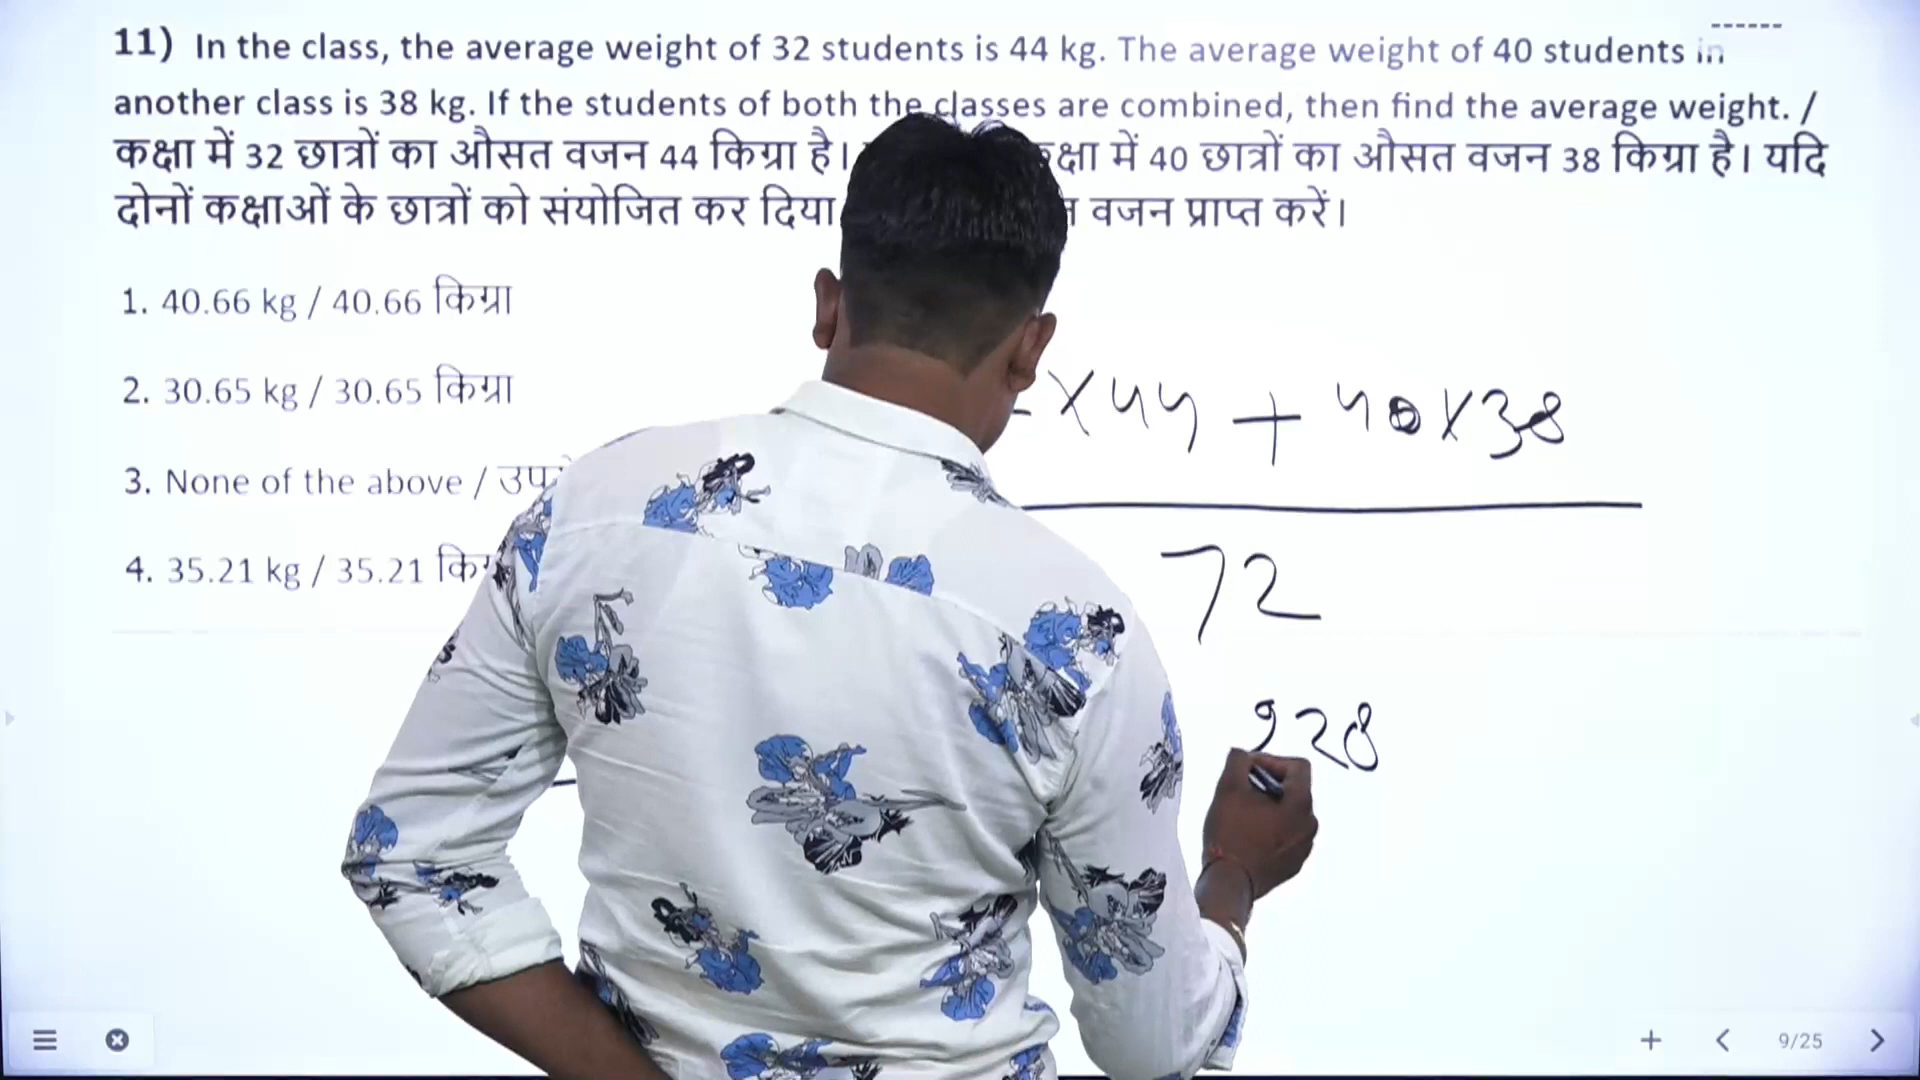 11) In the class, the average weight of 32 students is 44 kg. The average weight of 40 students in
another class is 38 kg. If the students of both the classes are combined, then find the average weight. /
कक्षा में 32 छात्रों का औसत वजन 44 किग्रा है। में 40 छात्रों का औसत वजन 38 किग्रा है। यदि
दोनों कक्षाओं के छात्रों को संयोजित कर दिया वजन प्राप्त करें।
1. 40.66 kg / 40.66 किग्रा
2. 30.65 kg / 30.65 किग्रा
3. None of the above /
4. 35.21 kg / 35.21
×44 + 40×38
72
928
9/25